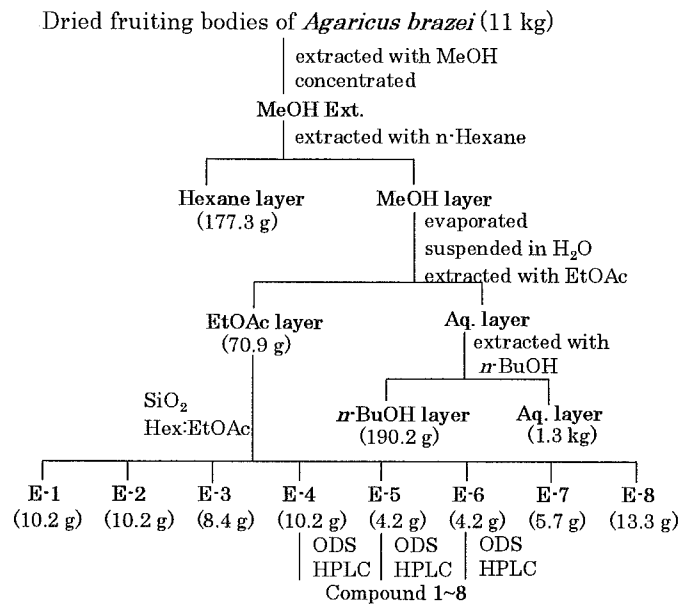 Dried fruiting bodies of Agaricus brazei (11 kg)
extracted with MeOH
concentrated
MeOH Ext.
extracted with n-Hexane
Hexane layer
(177.3 g)
MeOH layer
evaporated
suspended in H₂O
extracted with EtOAc
EtOAc layer
(70.9 g)
Aq. layer
extracted with
n-BuOH
SiO₂
Hex:EtOAc
n-BuOH layer
(190.2 g)
Aq. layer
(1.3 kg)
E-1 E-2 E-3 E-4 E-5 E-6 E-7 E-8
(10.2 g) (10.2 g) (8.4 g) (10.2 g) (4.2 g) (4.2 g) (5.7 g) (13.3 g)
ODS ODS ODS
HPLC HPLC HPLC
Compound 1~8